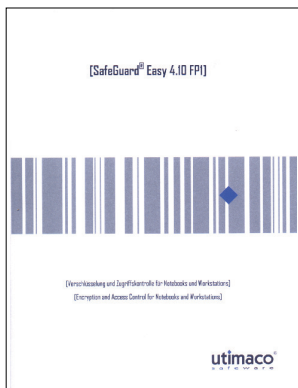 [SafeGuard® Easy 4.10 FP1]
[Verschlüsselung und Zugriffskontrolle für Notebooks und Workstations]
[Encryption and Access Control for Notebooks and Workstations]
utimaco®
safeware